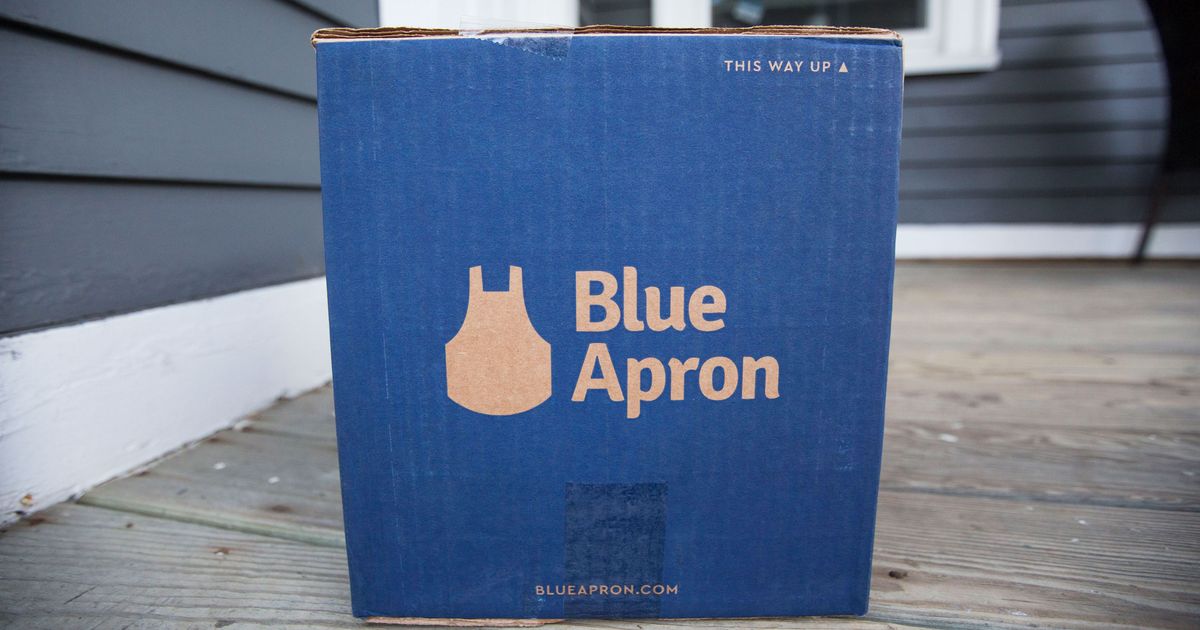 THIS WAY UP ▲
Blue
Apron
BLUEAPRON.COM